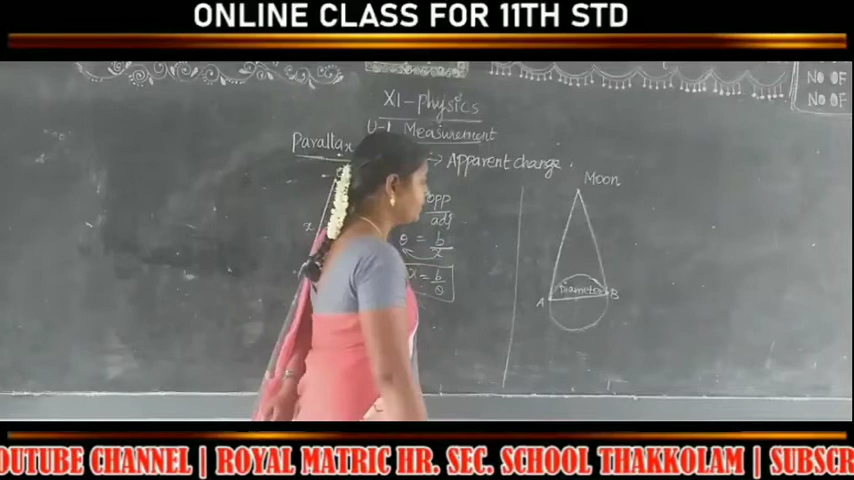 ONLINE CLASS FOR 11TH STD
NO OF
NO OF
XI-physics
U-1 Measurement
Parallax
→ Apparent change.
Moon
opp
adj
x
θ = b/x
x = b/θ
A Diameter B
YOUTUBE CHANNEL | ROYAL MATRIC HR. SEC. SCHOOL THAKKOLAM | SUBSCR